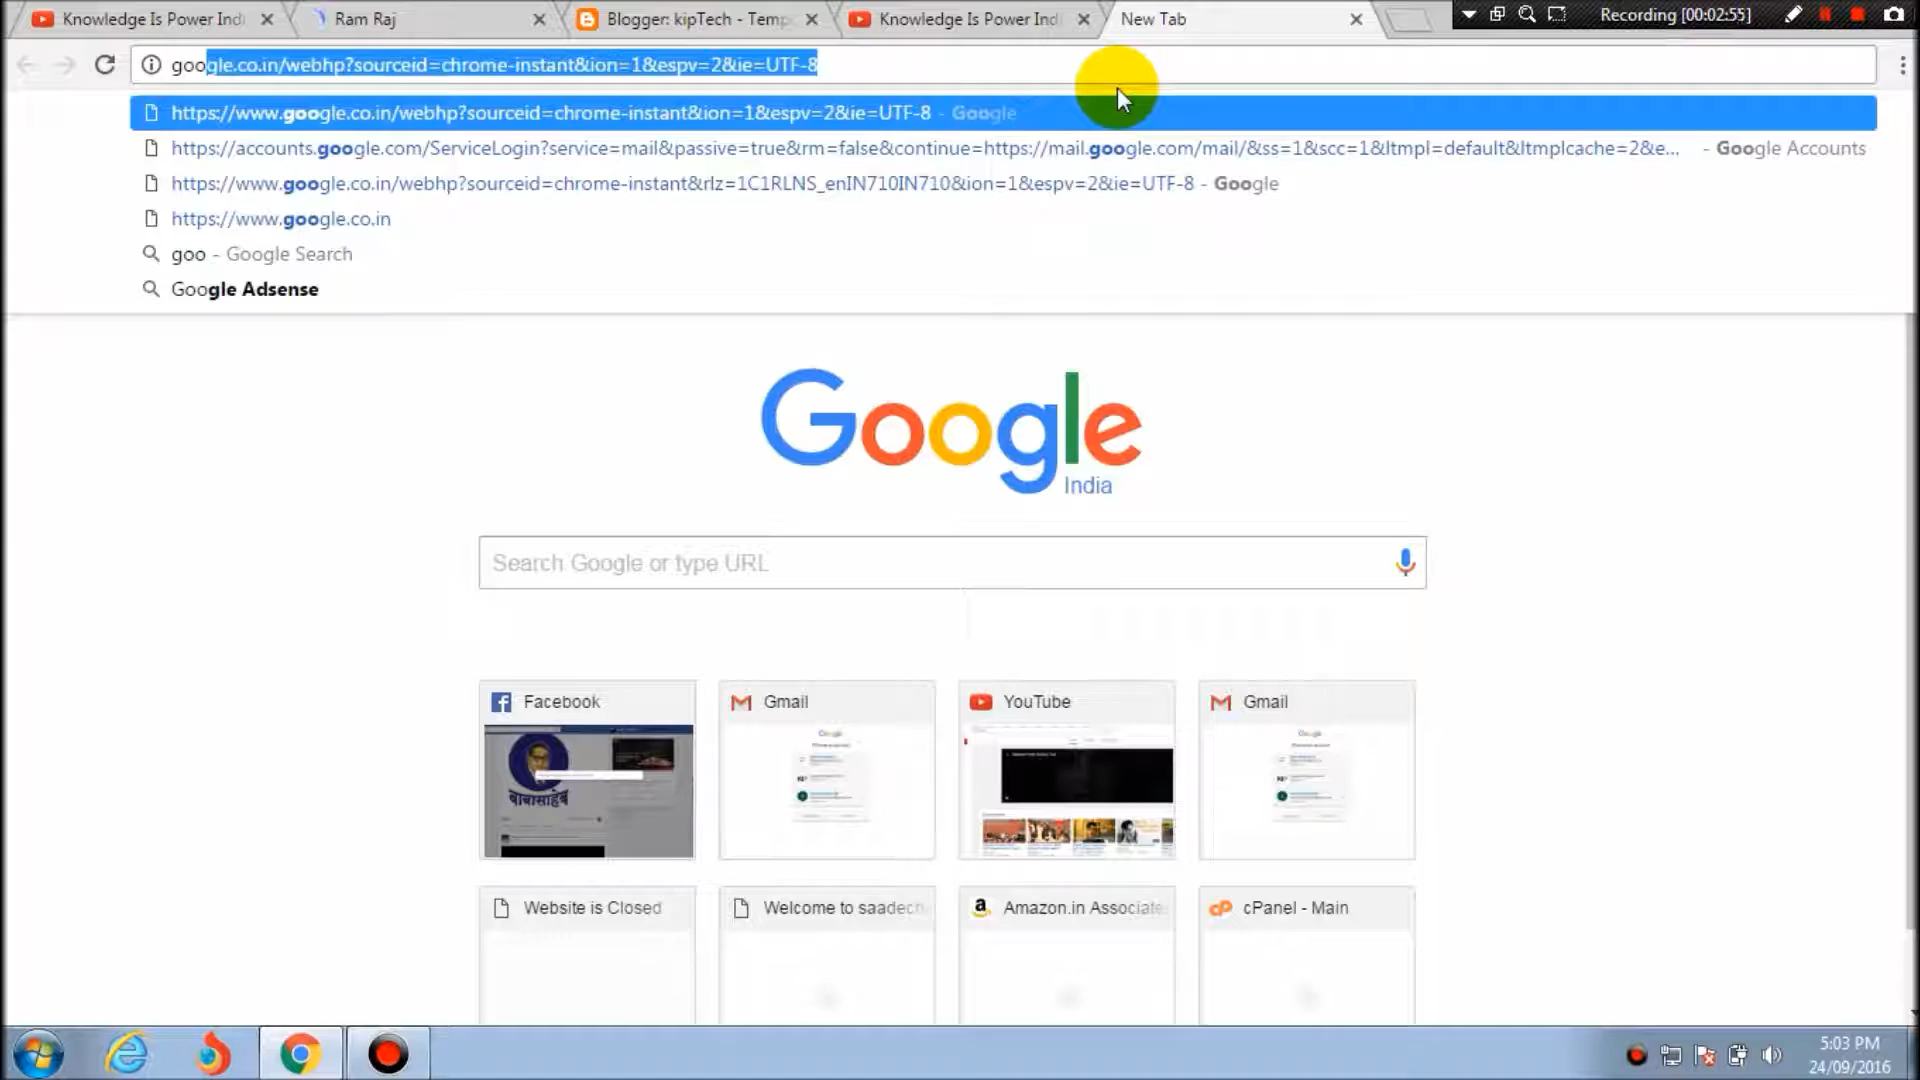 Knowledge Is Power Indi
Ram Raj
Blogger: kipTech - Temp
Knowledge Is Power Indi
New Tab
Recording [00:02:55]
google.co.in/webhp?sourceid=chrome-instant&ion=1&espv=2&ie=UTF-8
https://www.google.co.in/webhp?sourceid=chrome-instant&ion=1&espv=2&ie=UTF-8 - Google
https://accounts.google.com/ServiceLogin?service=mail&passive=true&rm=false&continue=https://mail.google.com/mail/&ss=1&scc=1&ltmpl=default&ltmplcache=2&e... - Google Accounts
https://www.google.co.in/webhp?sourceid=chrome-instant&rlz=1C1RLNS_enIN710IN710&ion=1&espv=2&ie=UTF-8 - Google
https://www.google.co.in
goo - Google Search
Google Adsense
Google
India
Search Google or type URL
Facebook
Gmail
YouTube
Gmail
बाबासाहेब
Website is Closed
Welcome to saadech
Amazon.in Associate
cPanel - Main
5:03 PM
24/09/2016